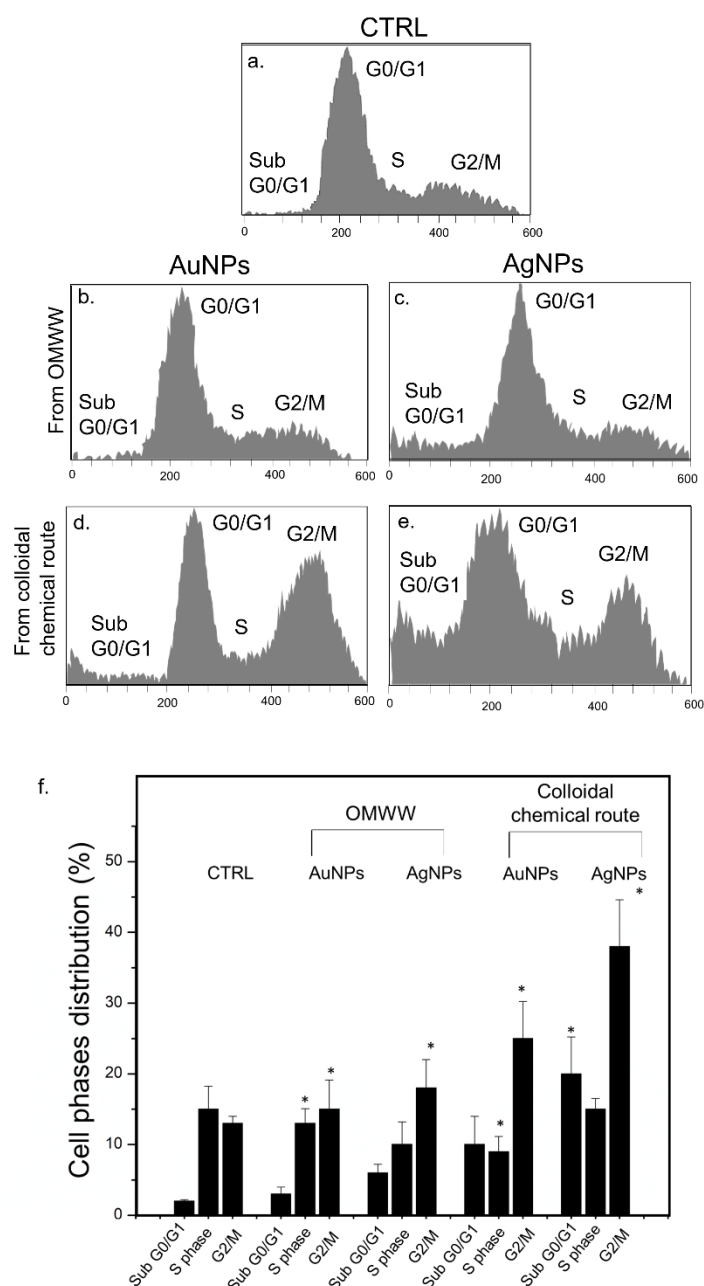 CTRL
a.
G0/G1
Sub
G0/G1
S
G2/M
0 200 400 600
AuNPs
AgNPs
From OMWW
b.
G0/G1
Sub
G0/G1
S
G2/M
0 200 400 600
c.
G0/G1
Sub
G0/G1
S
G2/M
0 200 400 600
From colloidal
chemical route
d.
G0/G1
G2/M
Sub
G0/G1
S
0 200 400 600
e.
G0/G1
Sub
G0/G1
G2/M
S
0 200 400 600
f.
Cell phases distribution (%)
50
40
30
20
10
0
Colloidal
chemical route
OMWW
CTRL
AuNPs
AgNPs
AuNPs
AgNPs
*
*
*
*
*
*
*
Sub G0/G1
S phase
G2/M
Sub G0/G1
S phase
G2/M
Sub G0/G1
S phase
G2/M
Sub G0/G1
S phase
G2/M
Sub G0/G1
S phase
G2/M